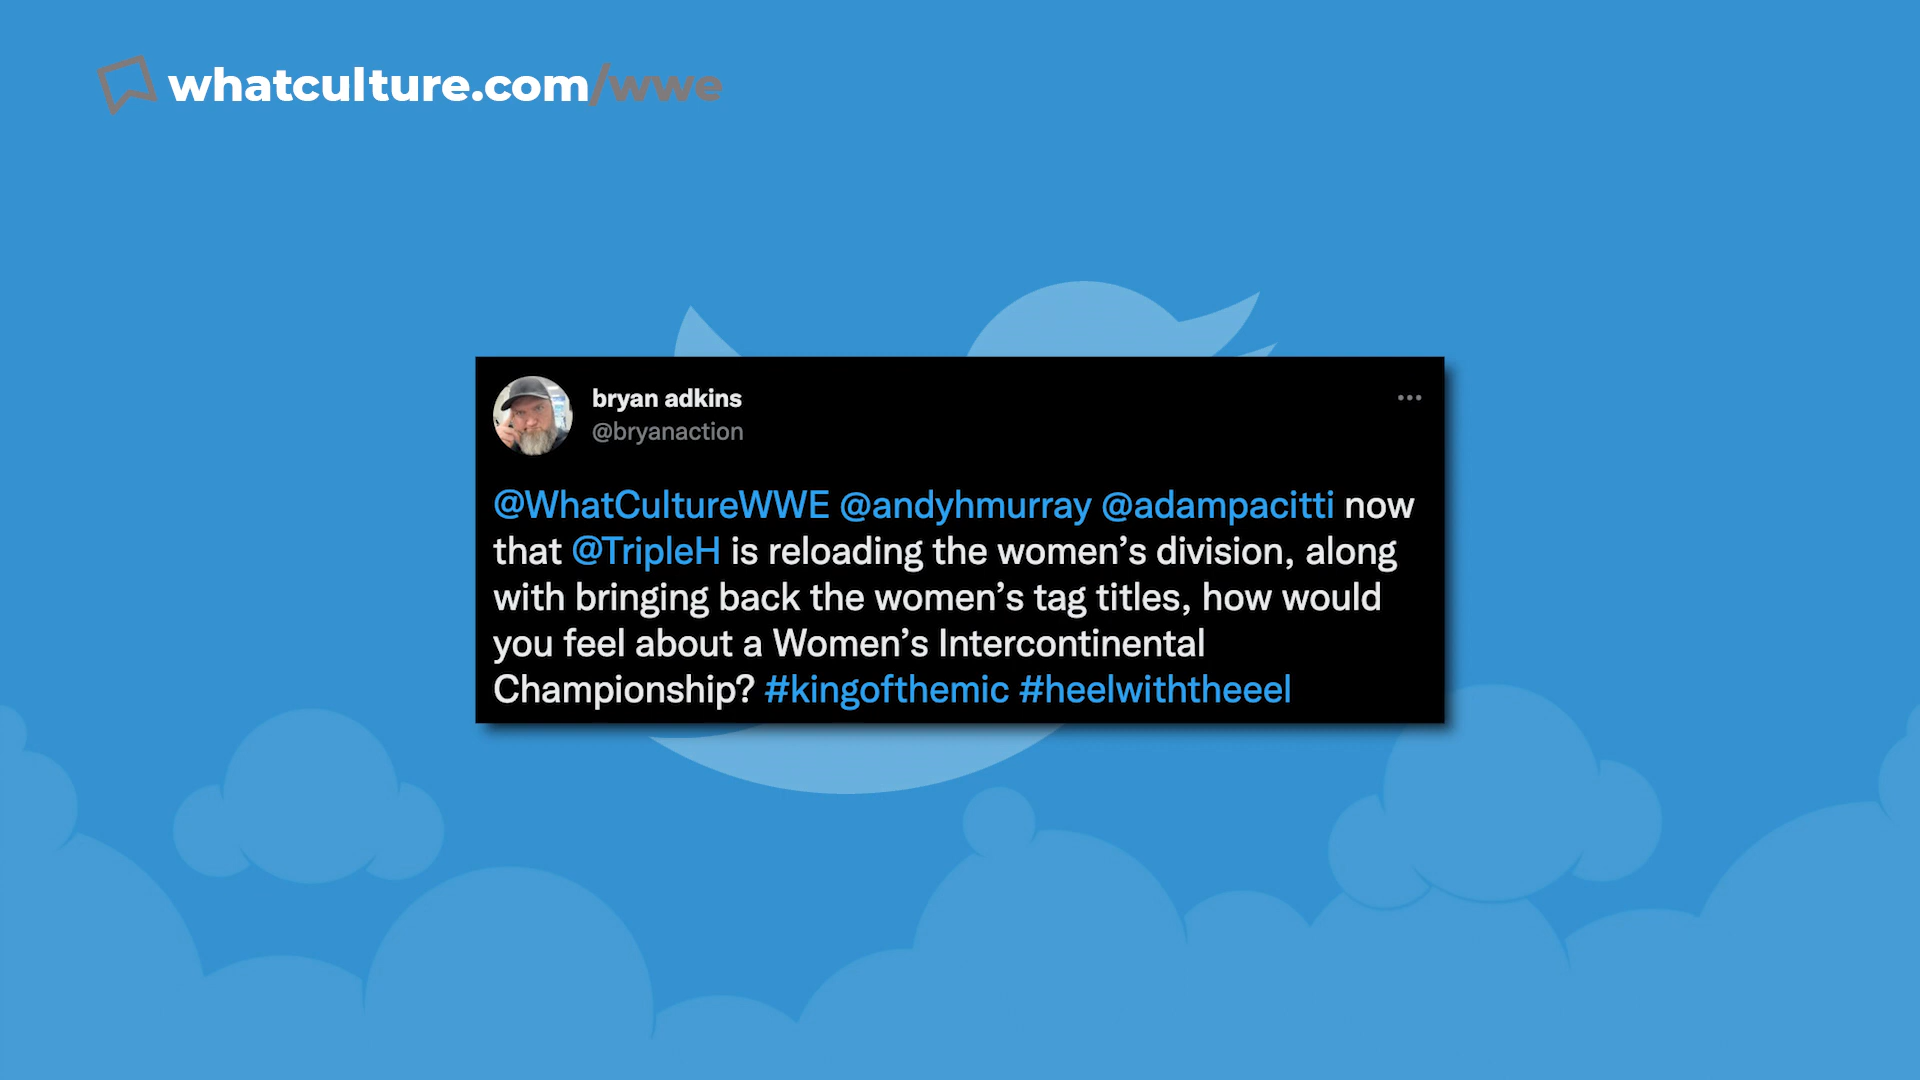 whatculture.com/wwe
bryan adkins
@bryanaction
@WhatCultureWWE @andyhmurray @adampacitti now
that @TripleH is reloading the women’s division, along
with bringing back the women’s tag titles, how would
you feel about a Women’s Intercontinental
Championship? #kingofthemic #heelwiththeeel